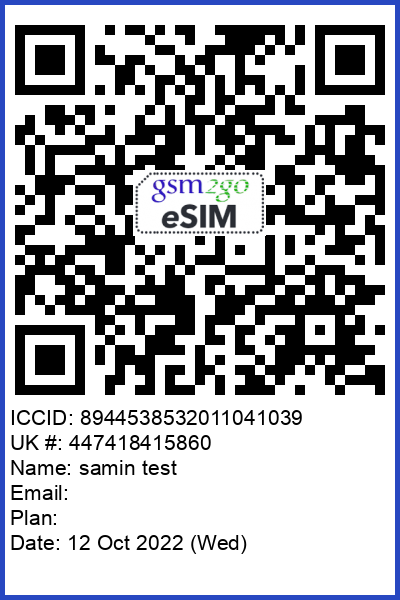 gsm2go
eSIM
ICCID: 8944538532011041039
UK #: 447418415860
Name: samin test
Email:
Plan:
Date: 12 Oct 2022 (Wed)